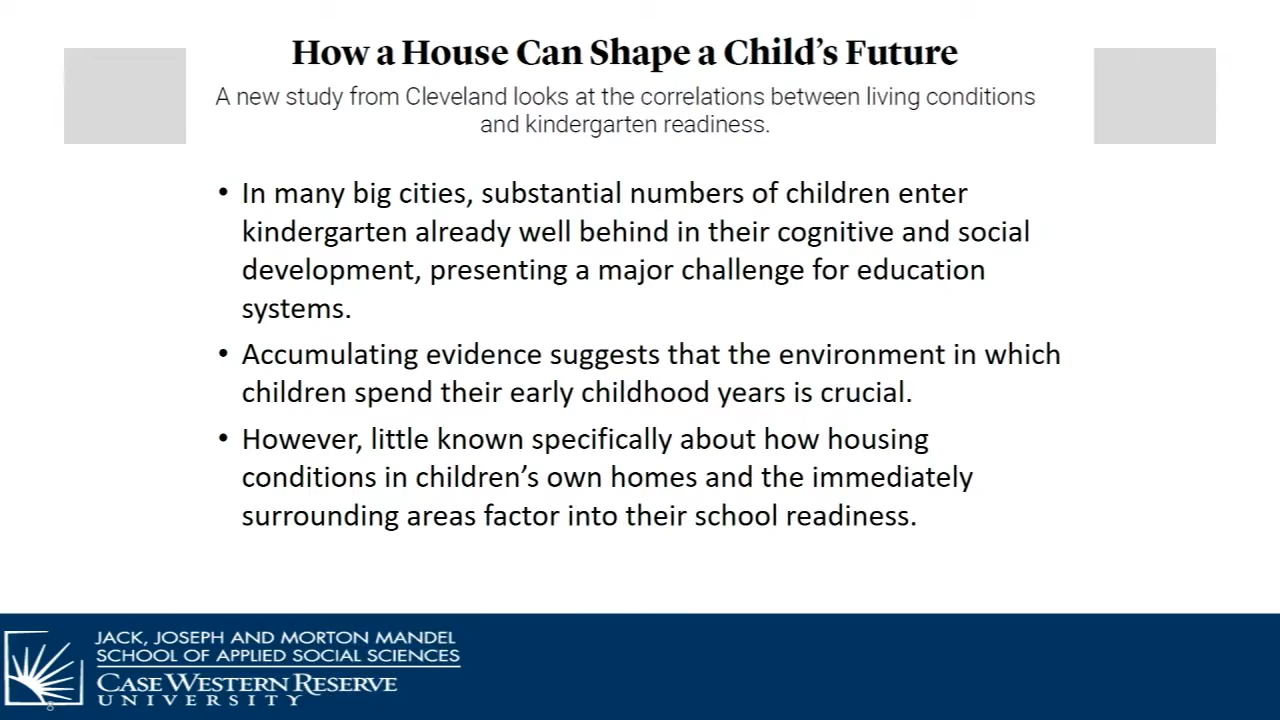 How a House Can Shape a Child's Future
A new study from Cleveland looks at the correlations between living conditions
and kindergarten readiness.
• In many big cities, substantial numbers of children enter
kindergarten already well behind in their cognitive and social
development, presenting a major challenge for education
systems.
• Accumulating evidence suggests that the environment in which
children spend their early childhood years is crucial.
• However, little known specifically about how housing
conditions in children's own homes and the immediately
surrounding areas factor into their school readiness.
JACK, JOSEPH AND MORTON MANDEL
SCHOOL OF APPLIED SOCIAL SCIENCES
CASE WESTERN RESERVE
UNIVERSITY
8